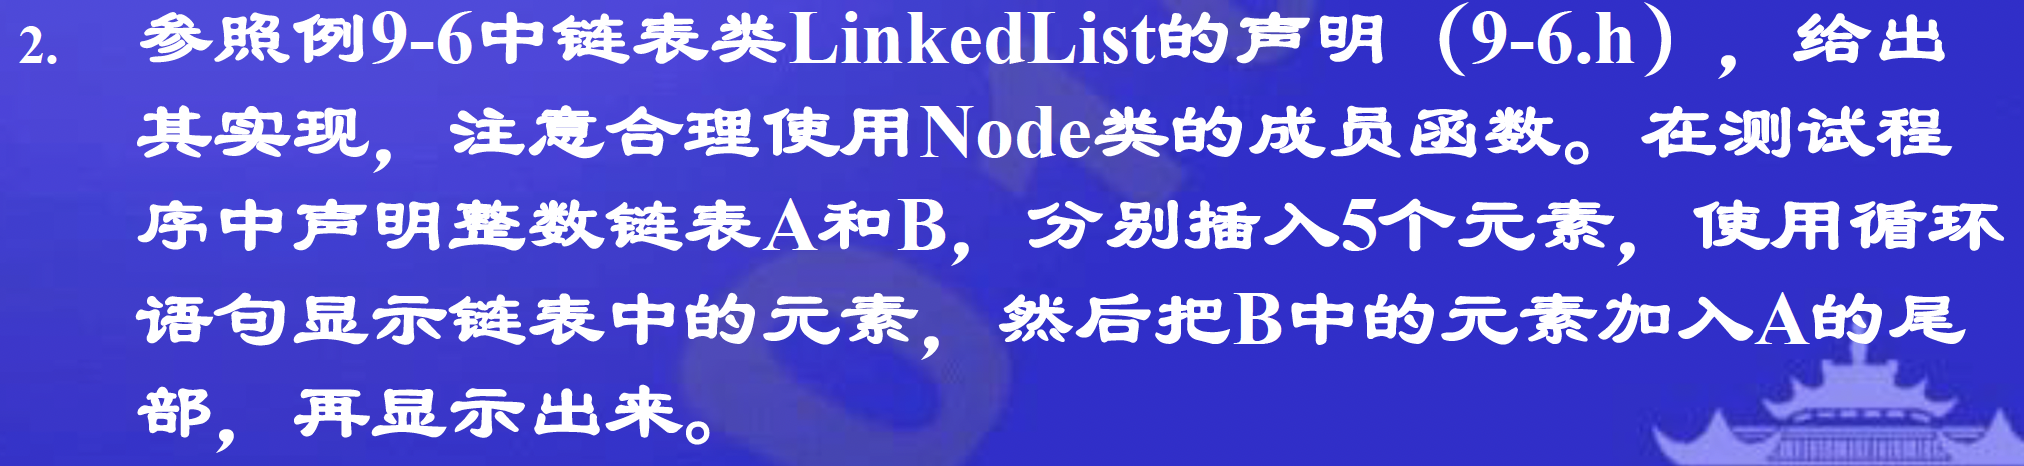 2. 参照例9-6中链表类LinkedList的声明（9-6.h），给出
其实现，注意合理使用Node类的成员函数。在测试程
序中声明整数链表A和B，分别插入5个元素，使用循环
语句显示链表中的元素，然后把B中的元素加入A的尾
部，再显示出来。